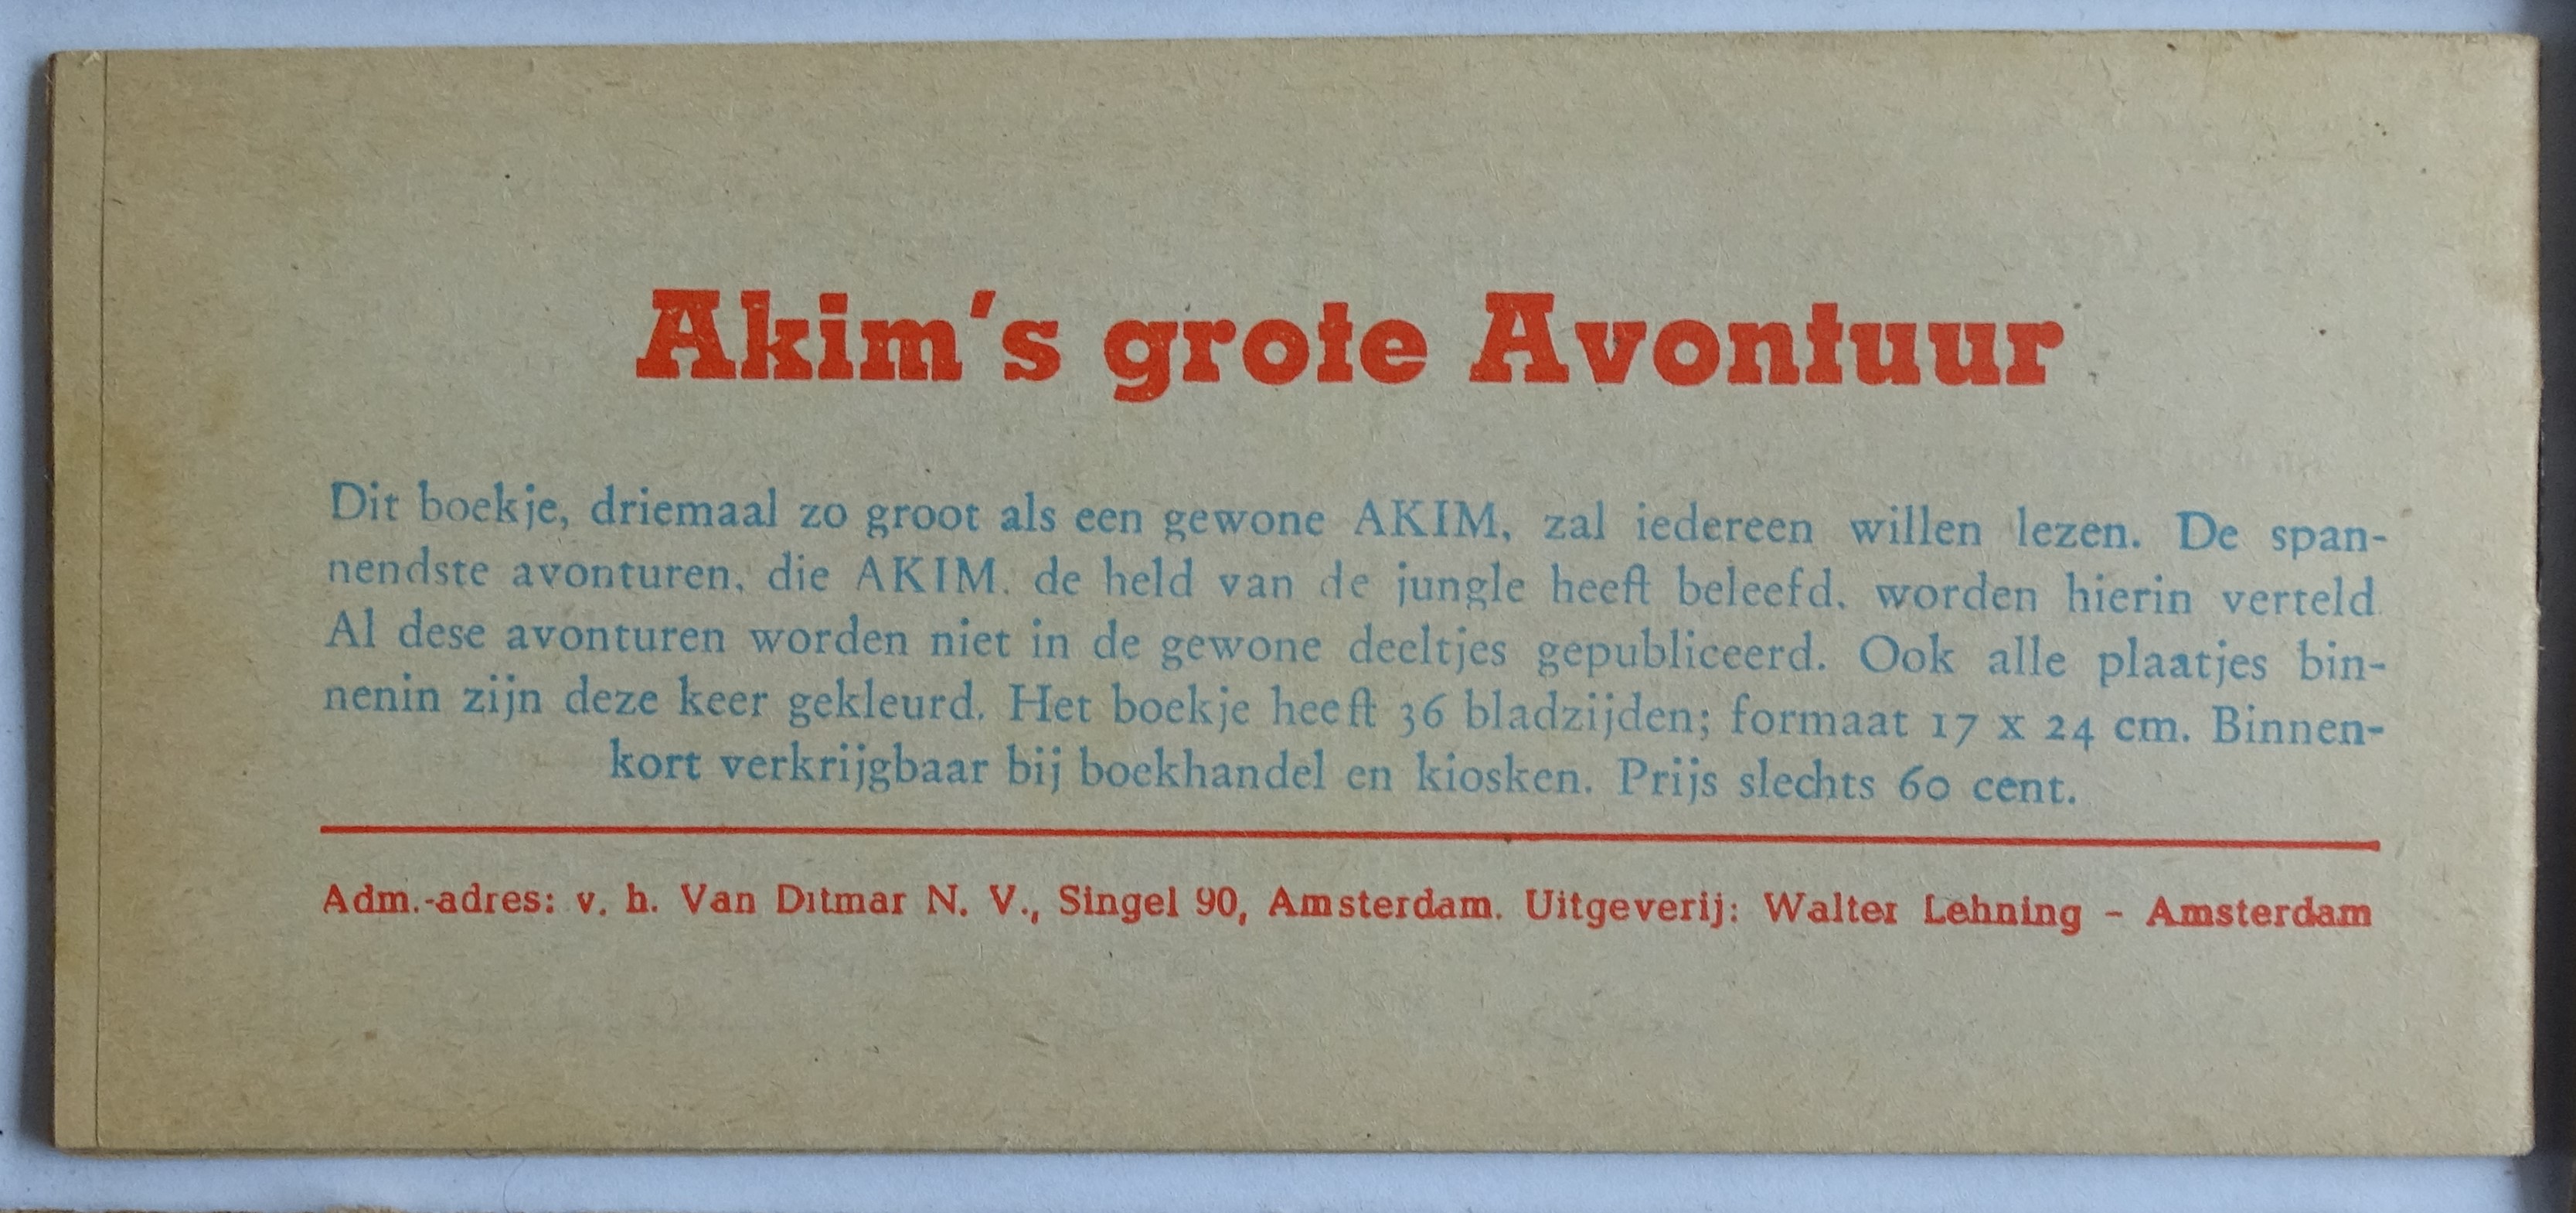 Akim's grote Avontuur
Dit boekje, driemaal zo groot als een gewone AKIM, zal iedereen willen lezen. De span-
nendste avonturen, die AKIM. de held van de jungle heeft beleefd. worden hierin verteld.
Al dese avonturen worden niet in de gewone deeltjes gepubliceerd. Ook alle plaatjes bin-
nenin zijn deze keer gekleurd. Het boekje heeft 36 bladzijden; formaat 17 x 24 cm. Binnen-
kort verkrijgbaar bij boekhandel en kiosken. Prijs slechts 60 cent.
Adm.-adres: v. h. Van Ditmar N. V., Singel 90, Amsterdam. Uitgeverij: Walter Lehning - Amsterdam